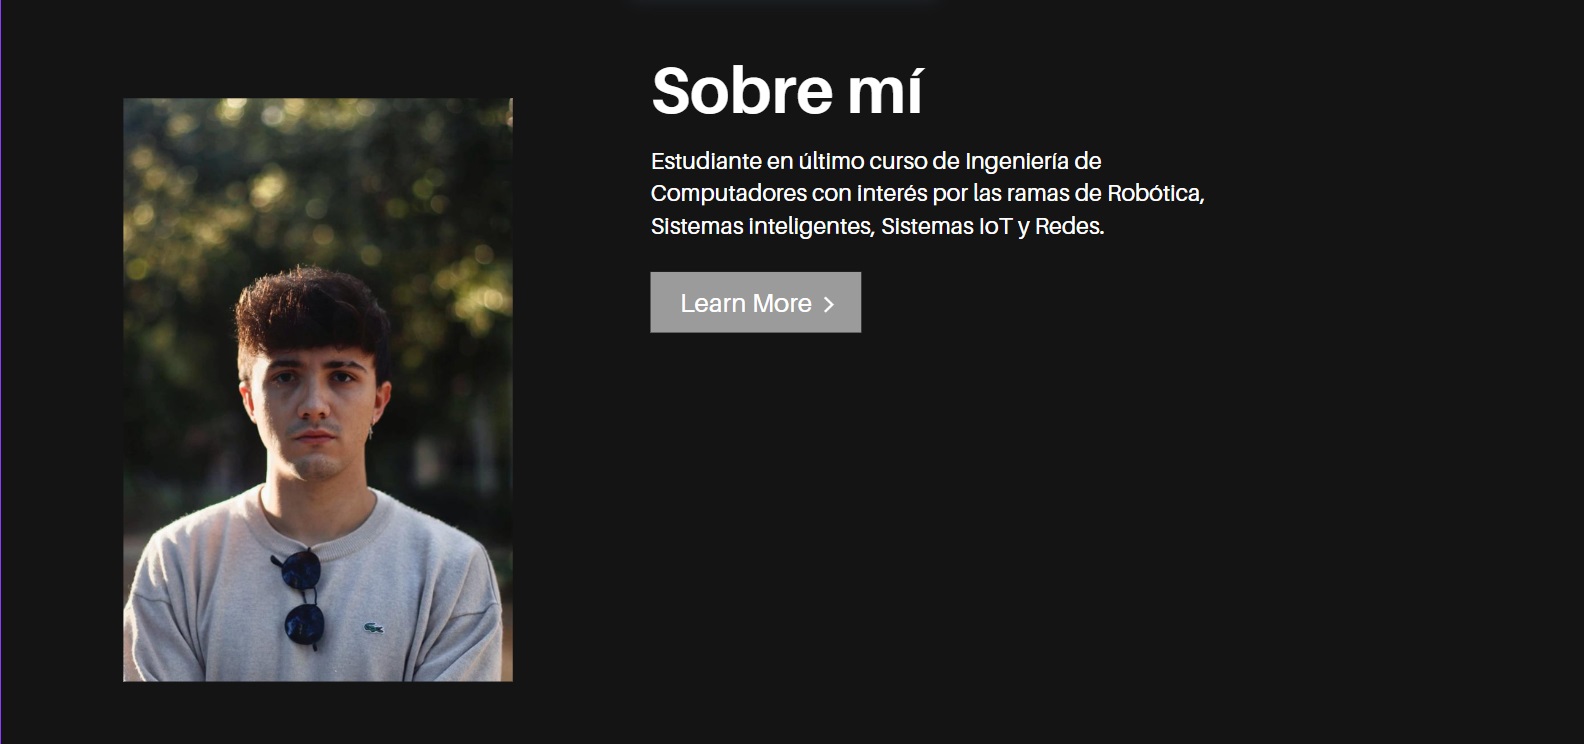 Sobre mí
Estudiante en último curso de Ingeniería de
Computadores con interés por las ramas de Robótica,
Sistemas Inteligentes, Sistemas IoT y Redes.
Learn More